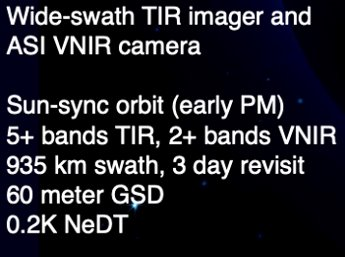 Wide-swath TIR imager and
ASI VNIR camera
Sun-sync orbit (early PM)
5+ bands TIR, 2+ bands VNIR
935 km swath, 3 day revisit
60 meter GSD
0.2K NeDT